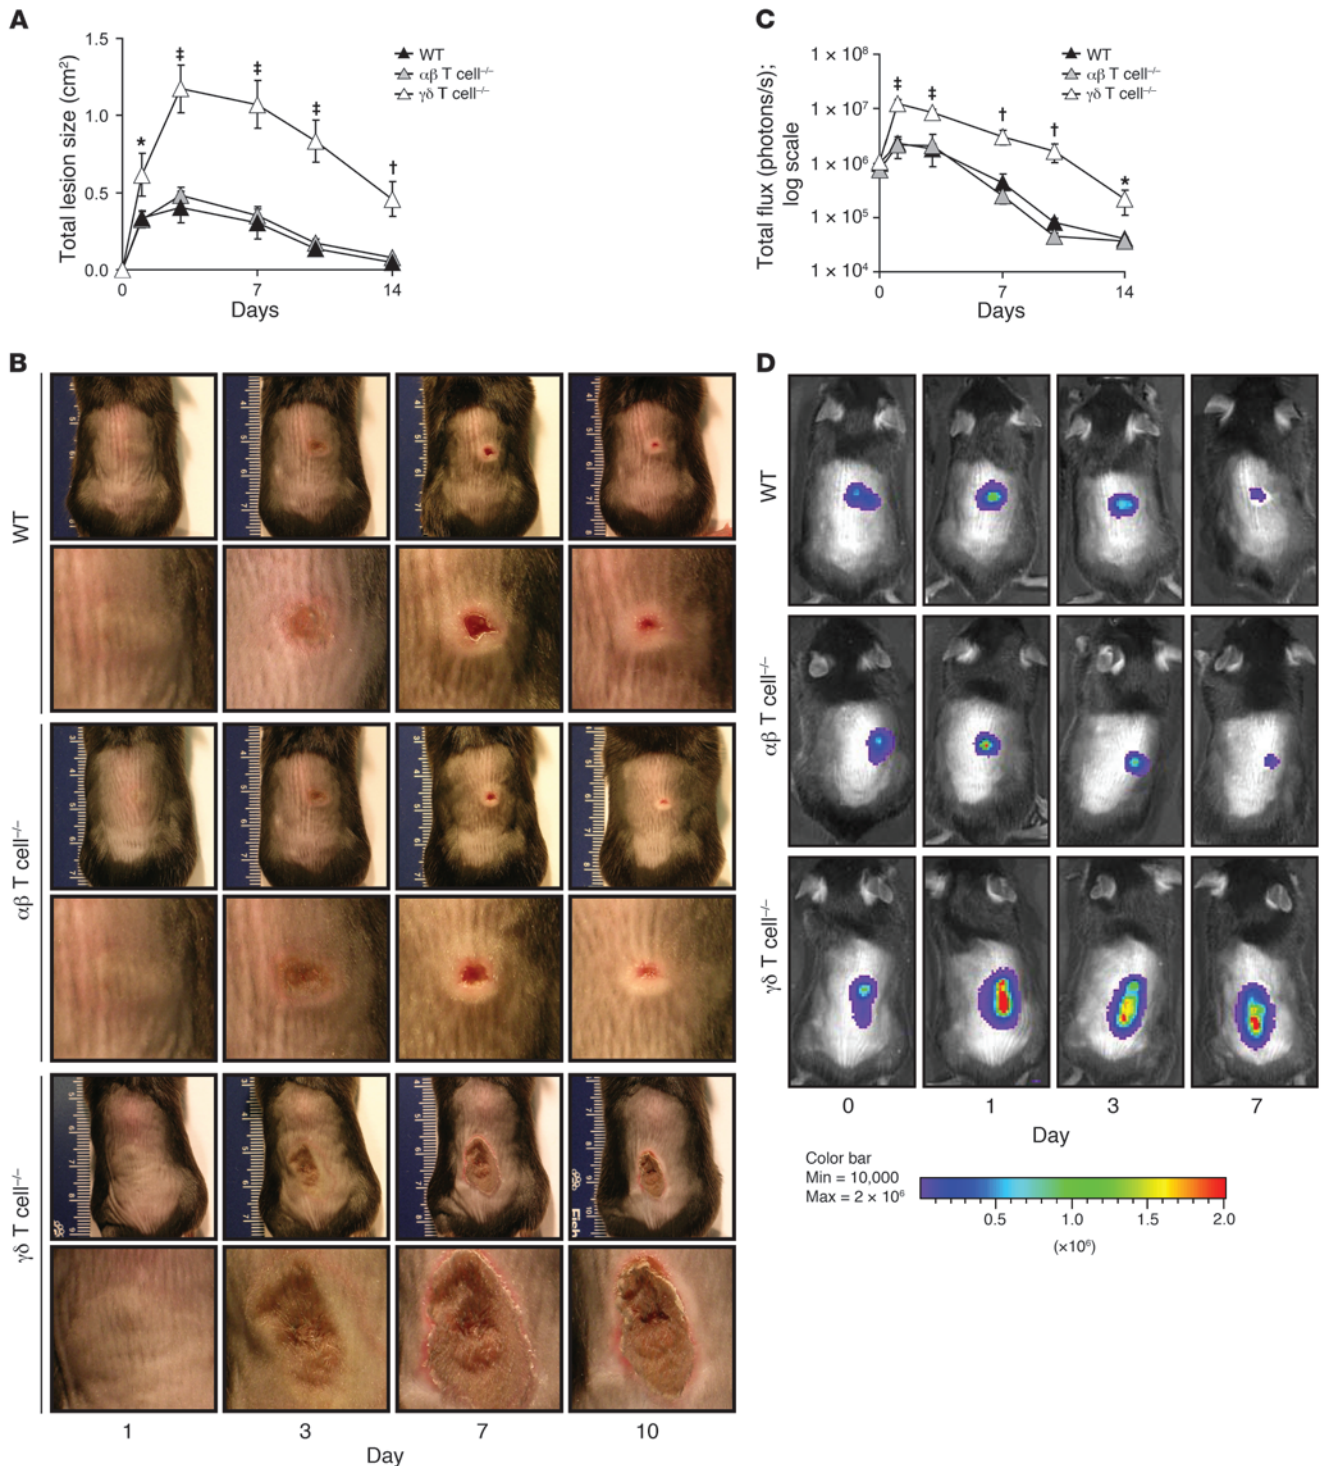 A
1.5
1.0
0.5
0.0
Total lesion size (cm²)
0
7
14
Days
WT
αβ T cell–/–
γδ T cell–/–
*
‡
‡
‡
†
C
1 × 10⁸
1 × 10⁷
1 × 10⁶
1 × 10⁵
1 × 10⁴
Total flux (photons/s);
log scale
0
7
14
Days
WT
αβ T cell–/–
γδ T cell–/–
‡
‡
†
†
*
B
WT
αβ T cell–/–
γδ T cell–/–
1
3
7
10
Day
D
WT
αβ T cell–/–
γδ T cell–/–
0
1
3
7
Day
Color bar
Min = 10,000
Max = 2 × 10⁶
0.5
1.0
1.5
2.0
(×10⁶)